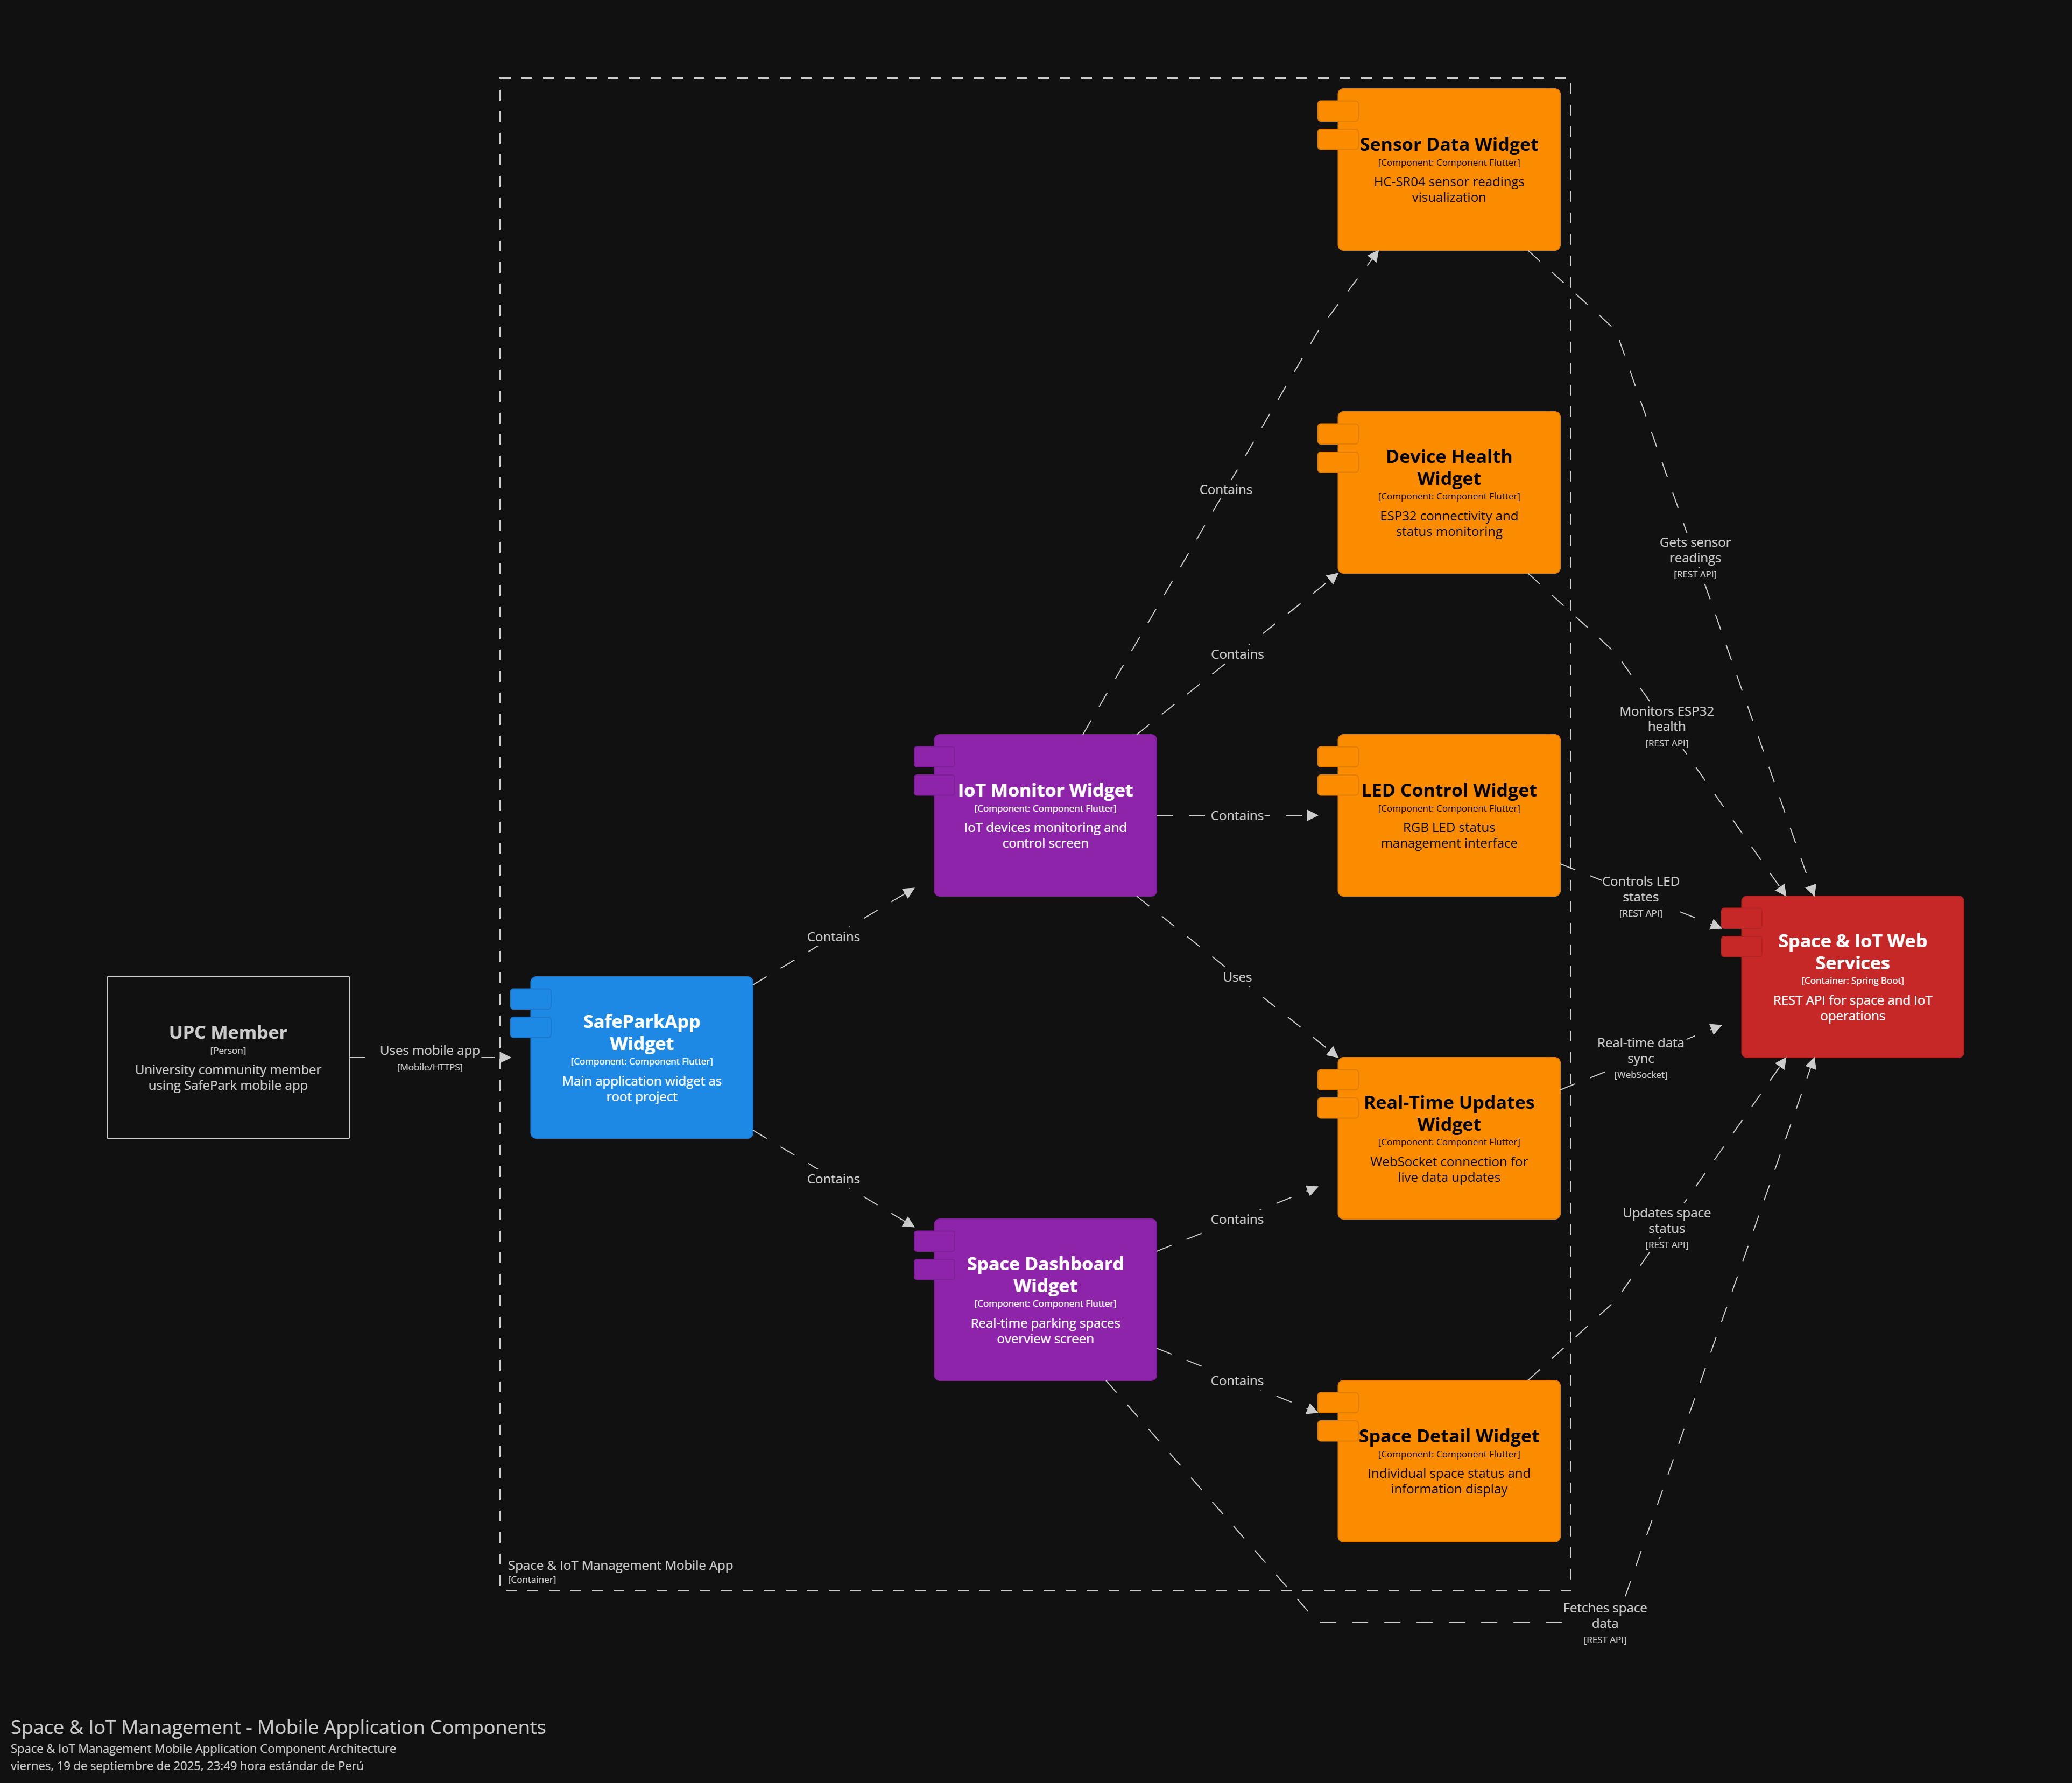 Sensor Data Widget
[Component: Component Flutter]
HC-SR04 sensor readings
visualization
Device Health
Widget
[Component: Component Flutter]
ESP32 connectivity and
status monitoring
Contains
Gets sensor
readings
[REST API]
Contains
Monitors ESP32
health
[REST API]
IoT Monitor Widget
[Component: Component Flutter]
IoT devices monitoring and
control screen
Contains
LED Control Widget
[Component: Component Flutter]
RGB LED status
management interface
Controls LED
states
[REST API]
Space & IoT Web
Services
[Container: Spring Boot]
REST API for space and IoT
operations
Contains
Uses
UPC Member
[Person]
University community member
using SafePark mobile app
Uses mobile app
[Mobile/HTTPS]
SafeParkApp
Widget
[Component: Component Flutter]
Main application widget as
root project
Real-time data
sync
[WebSocket]
Real-Time Updates
Widget
[Component: Component Flutter]
WebSocket connection for
live data updates
Contains
Contains
Updates space
status
[REST API]
Space Dashboard
Widget
[Component: Component Flutter]
Real-time parking spaces
overview screen
Contains
Space Detail Widget
[Component: Component Flutter]
Individual space status and
information display
Space & IoT Management Mobile App
[Container]
Fetches space
data
[REST API]
Space & IoT Management - Mobile Application Components
Space & IoT Management Mobile Application Component Architecture
viernes, 19 de septiembre de 2025, 23:49 hora estándar de Perú